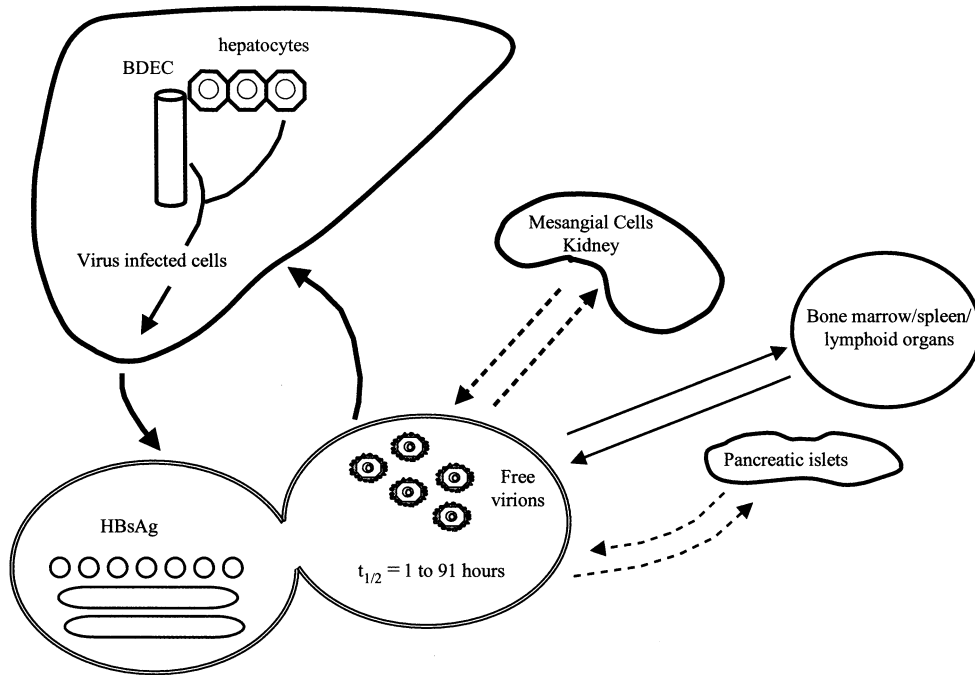 hepatocytes
BDEC
Virus infected cells
Mesangial Cells
Kidney
Bone marrow/spleen/
lymphoid organs
Pancreatic islets
Free
virions
HBsAg
t1/2 = 1 to 91 hours